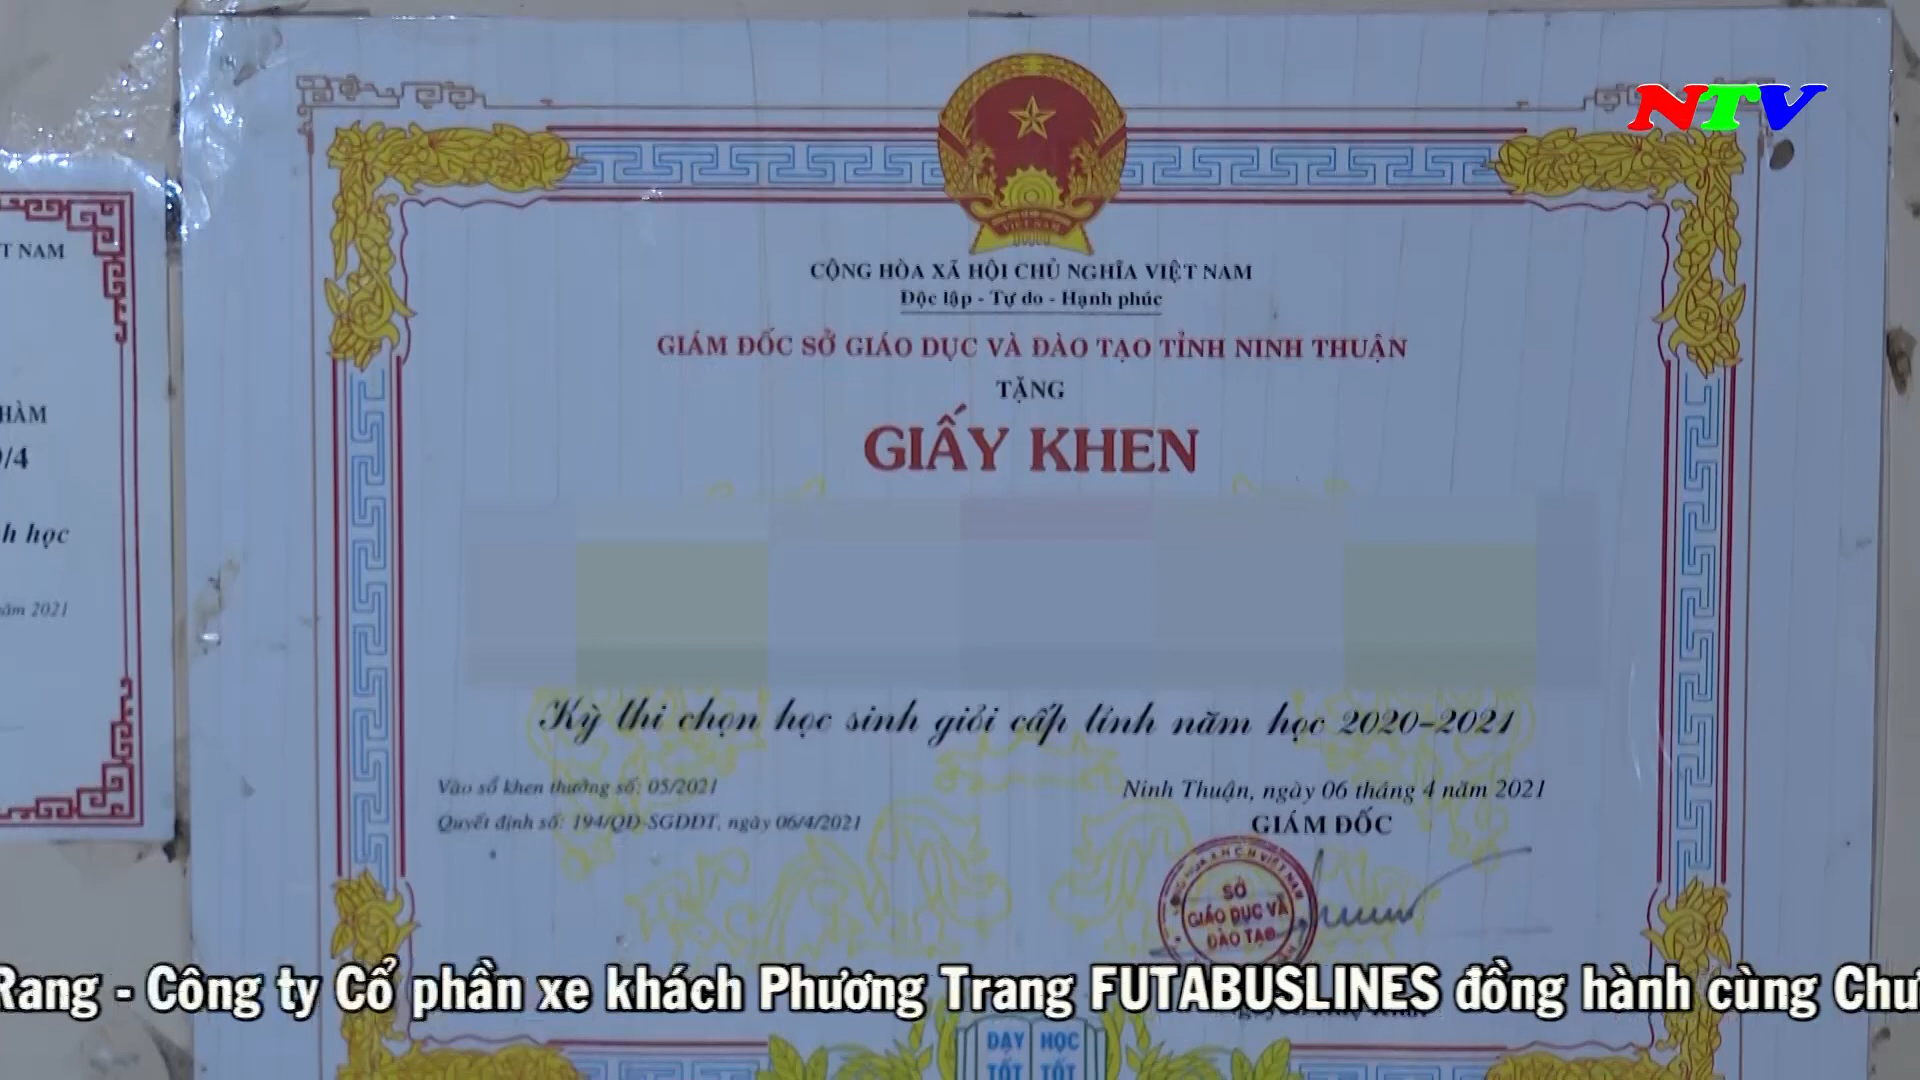 NTV
VIỆT NAM
CỘNG HÒA XÃ HỘI CHỦ NGHĨA VIỆT NAM
Độc lập - Tự do - Hạnh phúc
GIÁM ĐỐC SỞ GIÁO DỤC VÀ ĐÀO TẠO TỈNH NINH THUẬN
TẶNG
GIẤY KHEN
Kỳ thi chọn học sinh giỏi cấp tỉnh năm học 2020-2021
Vào sổ khen thưởng số: 05/2021
Quyết định số: 194/QĐ-SGDĐT, ngày 06/4/2021
Ninh Thuận, ngày 06 tháng 4 năm 2021
GIÁM ĐỐC
SỞ
GIÁO DỤC VÀ
ĐÀO TẠO
T NAM
HÀM
/4
h học
năm 2021
Rang - Công ty Cổ phần xe khách Phương Trang FUTABUSLINES đồng hành cùng Chư
DẠY HỌC
TỐT TỐT